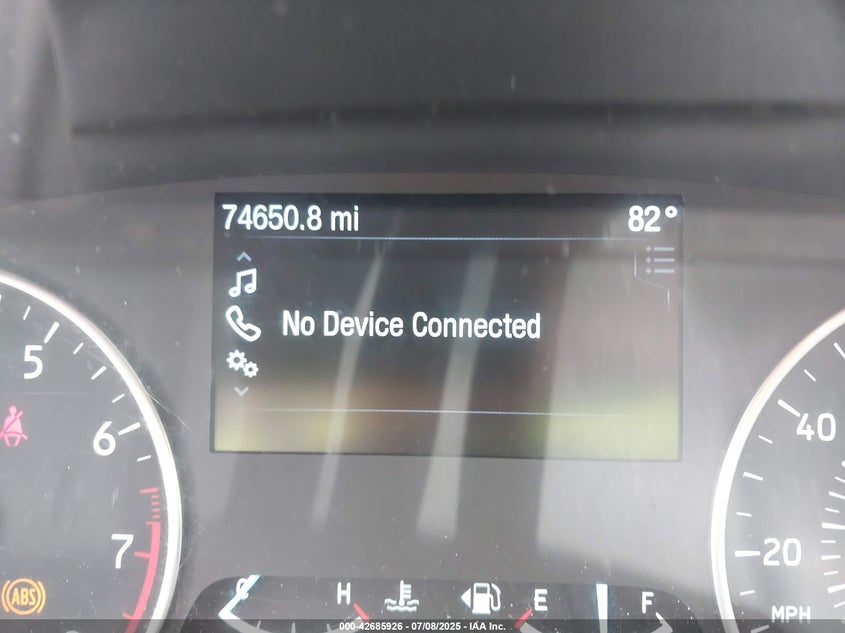 74650.8 mi 82°
No Device Connected
5
6
7
40
20
MPH
ABS
H
E
F
000-42685926 - 07/08/2025 - IAA Inc.